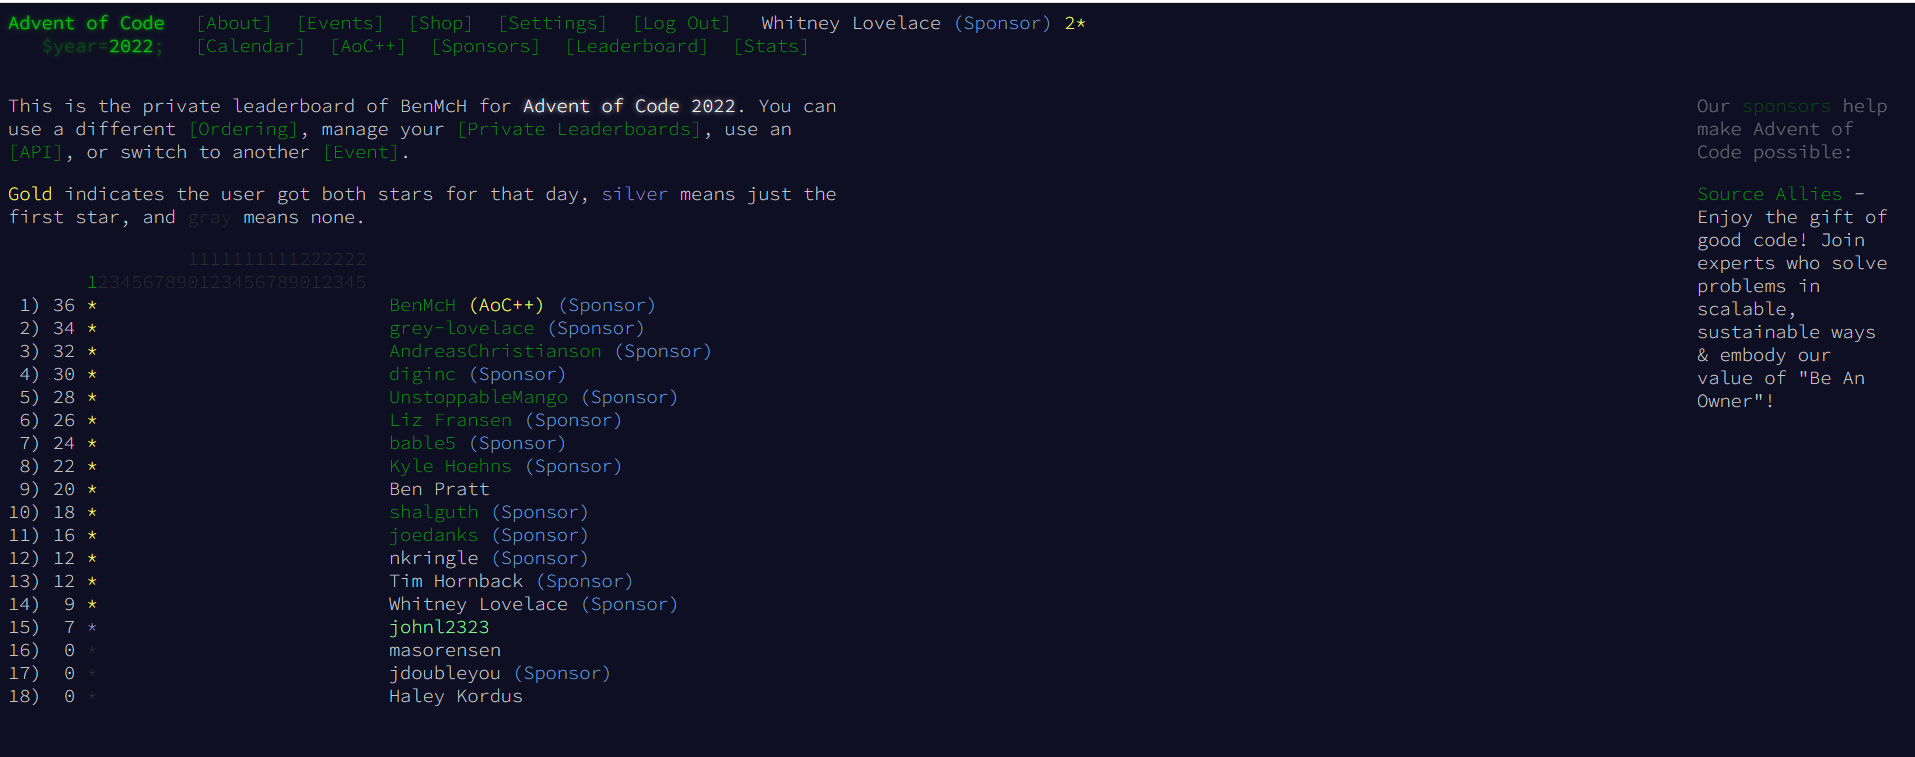 Advent of Code [About] [Events] [Shop] [Settings] [Log Out] Whitney Lovelace (Sponsor) 2*
$year=2022; [Calendar] [AoC++] [Sponsors] [Leaderboard] [Stats]
This is the private leaderboard of BenMcH for Advent of Code 2022. You can
use a different [Ordering], manage your [Private Leaderboards], use an
[API], or switch to another [Event].
Gold indicates the user got both stars for that day, silver means just the
first star, and gray means none.
1111111111222222
1234567890123456789012345
1) 36 * BenMcH (AoC++) (Sponsor)
2) 34 * grey-lovelace (Sponsor)
3) 32 * AndreasChristianson (Sponsor)
4) 30 * diginc (Sponsor)
5) 28 * UnstoppableMango (Sponsor)
6) 26 * Liz Fransen (Sponsor)
7) 24 * bable5 (Sponsor)
8) 22 * Kyle Hoehns (Sponsor)
9) 20 * Ben Pratt
10) 18 * shalguth (Sponsor)
11) 16 * joedanks (Sponsor)
12) 12 * nkringle (Sponsor)
13) 12 * Tim Hornback (Sponsor)
14) 9 * Whitney Lovelace (Sponsor)
15) 7 * johnl2323
16) 0 * masorensen
17) 0 * jdoubleyou (Sponsor)
18) 0 * Haley Kordus
Our sponsors help
make Advent of
Code possible:
Source Allies -
Enjoy the gift of
good code! Join
experts who solve
problems in
scalable,
sustainable ways
& embody our
value of "Be An
Owner"!